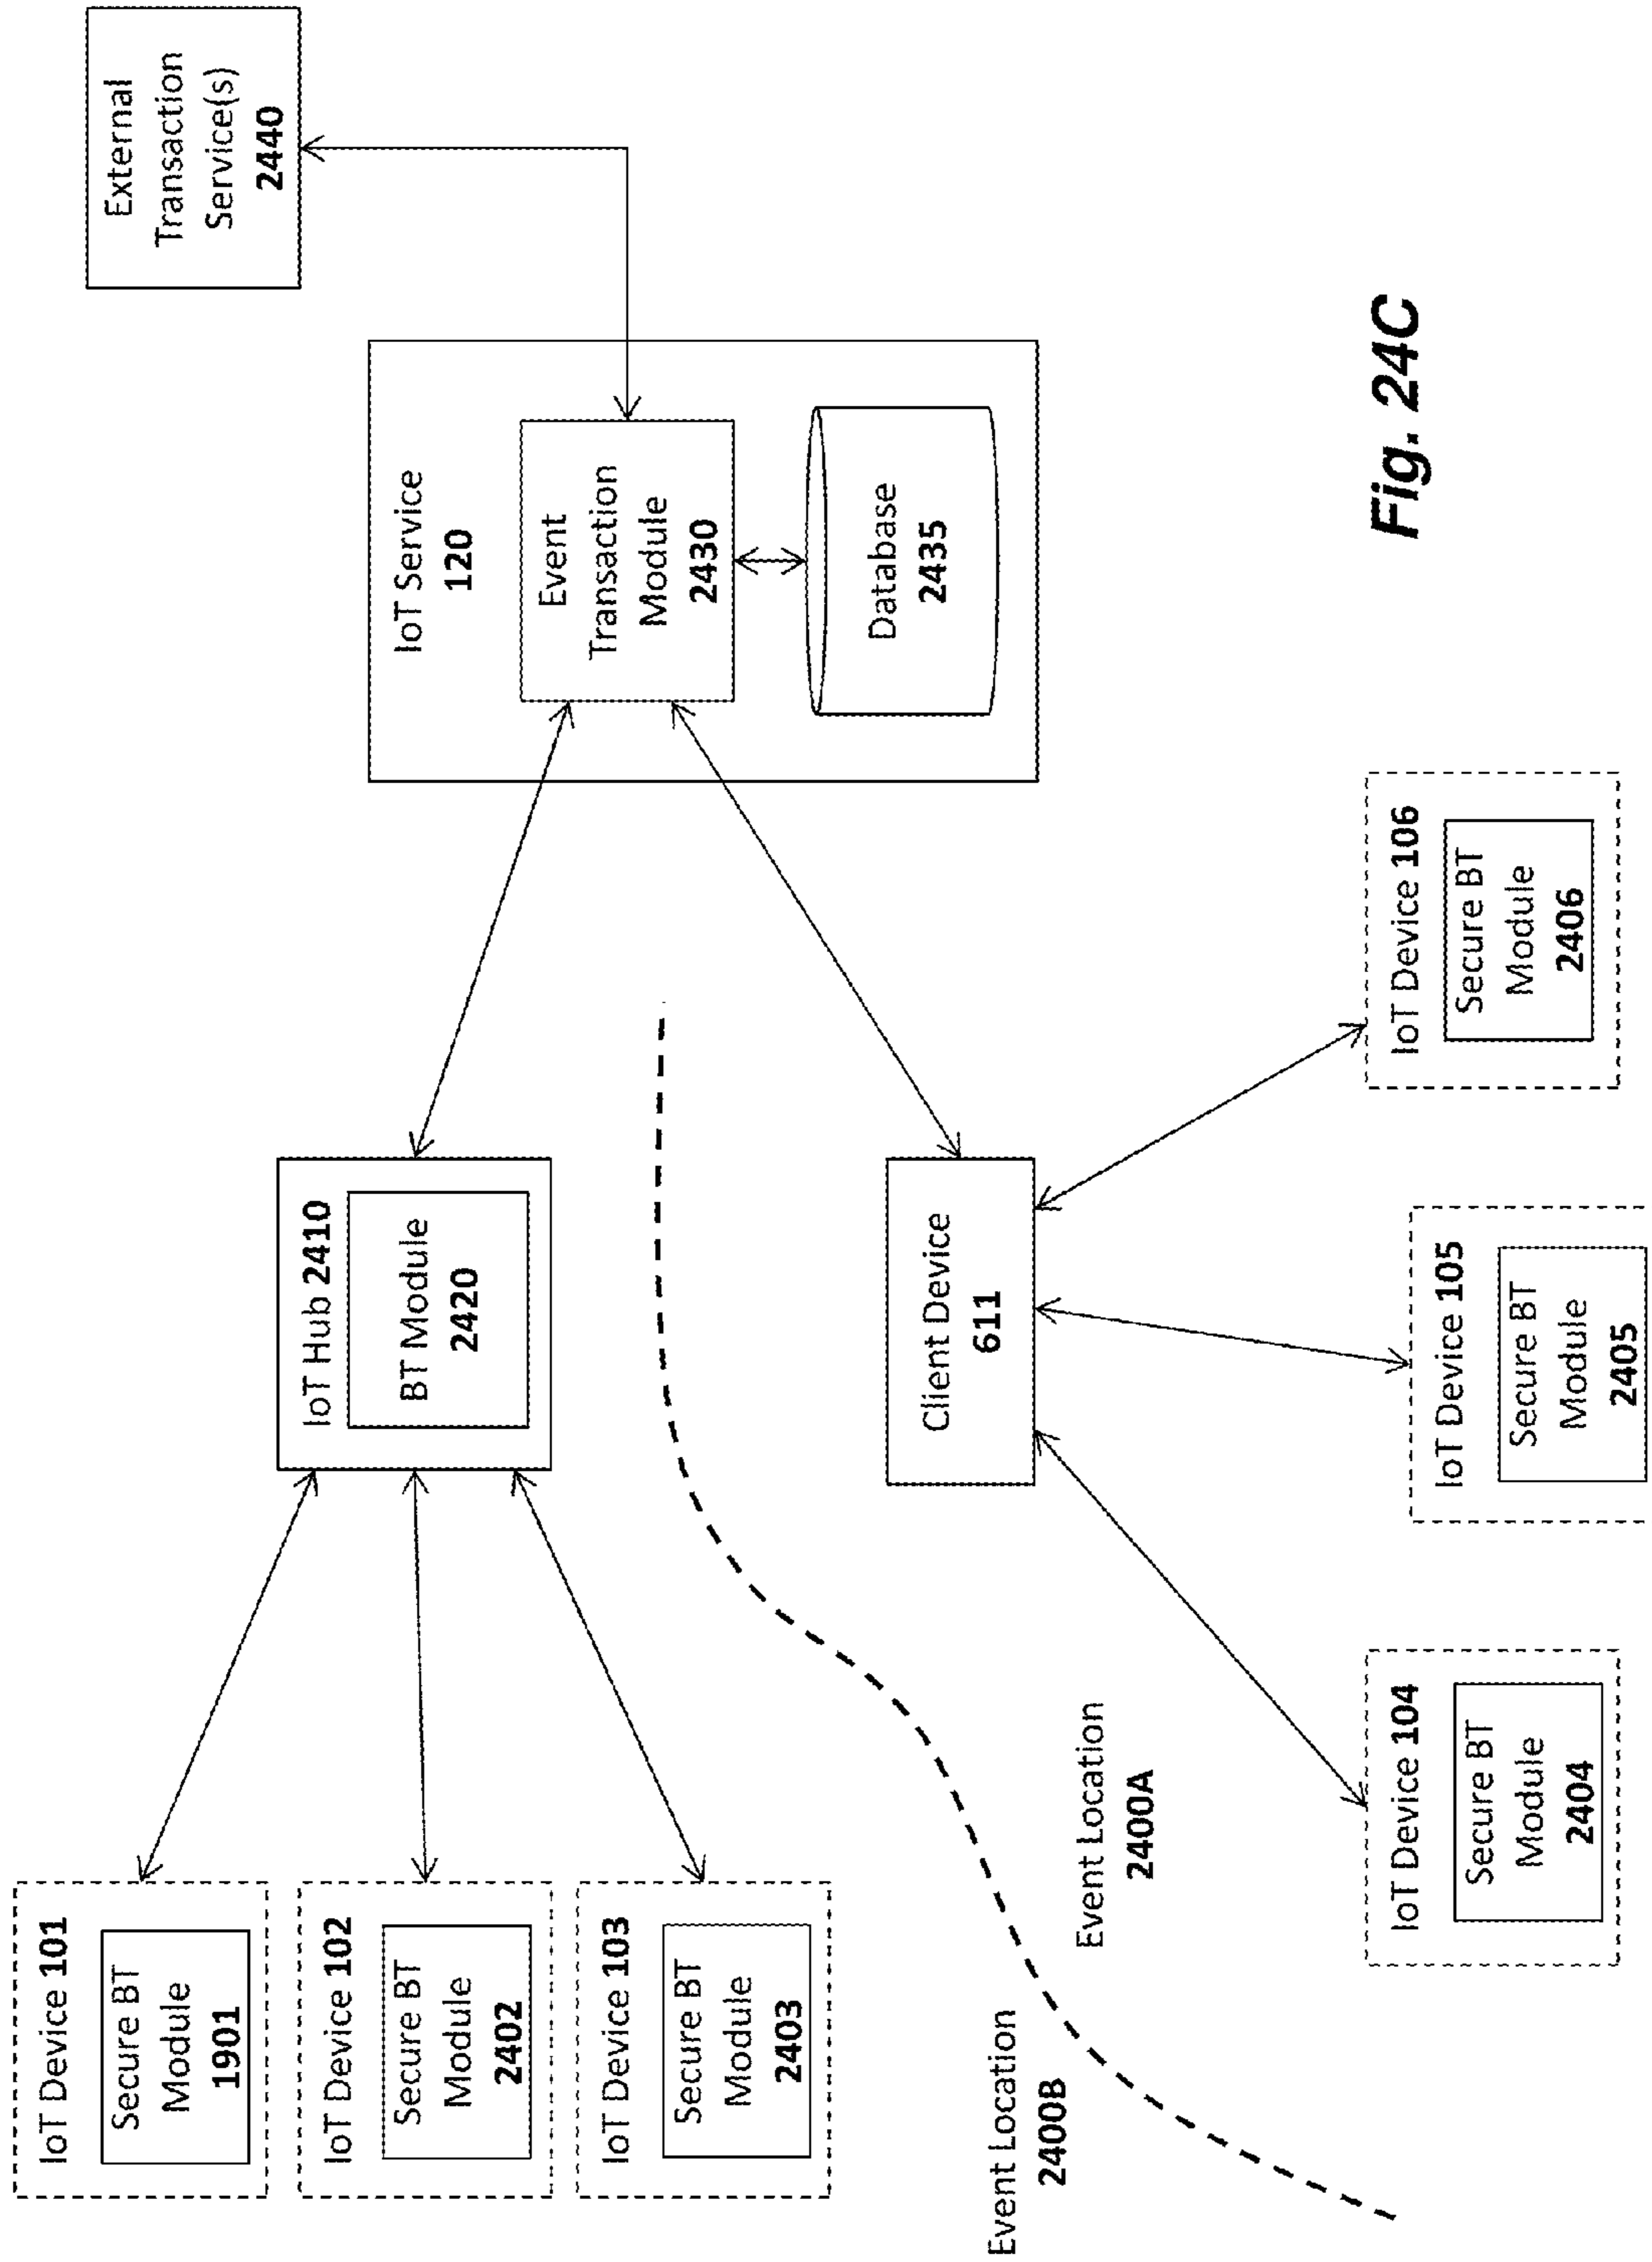 IoT Device 101
Secure BT
Module
1901
IoT Device 102
Secure BT
Module
2402
IoT Device 103
Secure BT
Module
2403
IoT Hub 2410
BT Module
2420
IoT Service
120
Event
Transaction
Module
2430
Database
2435
External
Transaction
Service(s)
2440
Event Location
2400B
Event Location
2400A
Client Device
611
IoT Device 104
Secure BT
Module
2404
IoT Device 105
Secure BT
Module
2405
IoT Device 106
Secure BT
Module
2406
Fig. 24C